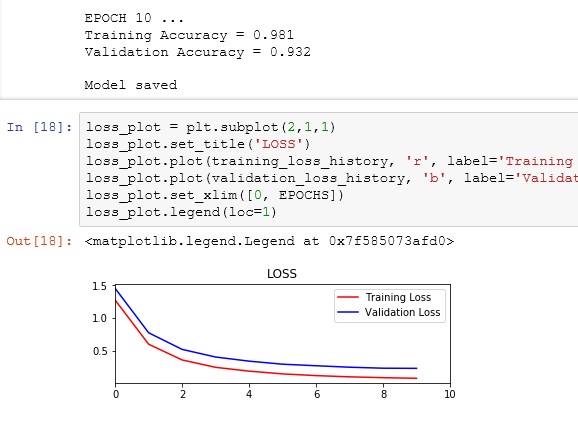 EPOCH 10 ...
Training Accuracy = 0.981
Validation Accuracy = 0.932
Model saved
In [18]: loss_plot = plt.subplot(2,1,1)
loss_plot.set_title('LOSS')
loss_plot.plot(training_loss_history, 'r', label='Training
loss_plot.plot(validation_loss_history, 'b', label='Validat
loss_plot.set_xlim([0, EPOCHS])
loss_plot.legend(loc=1)
Out[18]: <matplotlib.legend.Legend at 0x7f585073afd0>
LOSS
1.5
1.0
0.5
Training Loss
Validation Loss
0 2 4 6 8 10